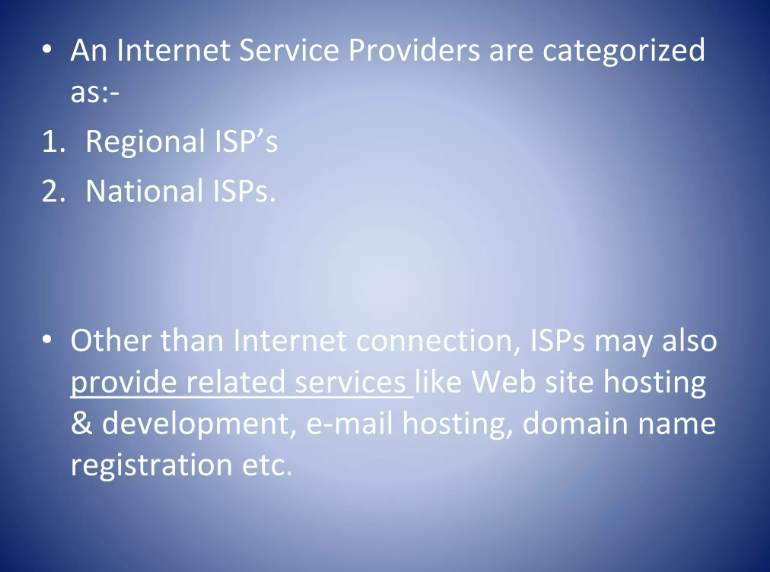 • An Internet Service Providers are categorized
as:-
1. Regional ISP’s
2. National ISPs.
• Other than Internet connection, ISPs may also
provide related services like Web site hosting
& development, e-mail hosting, domain name
registration etc.